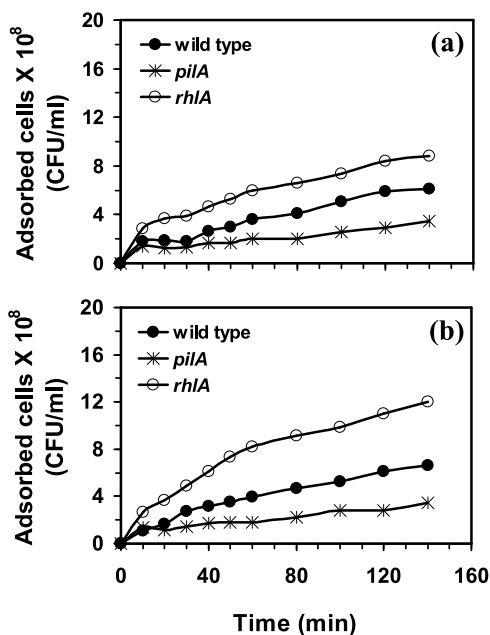 Adsorbed cells X 10⁸
(CFU/ml)
20
16
12
8
4
0
wild type
pilA
rhlA
(a)
Adsorbed cells X 10⁸
(CFU/ml)
20
16
12
8
4
0
wild type
pilA
rhlA
(b)
0 40 80 120 160
Time (min)